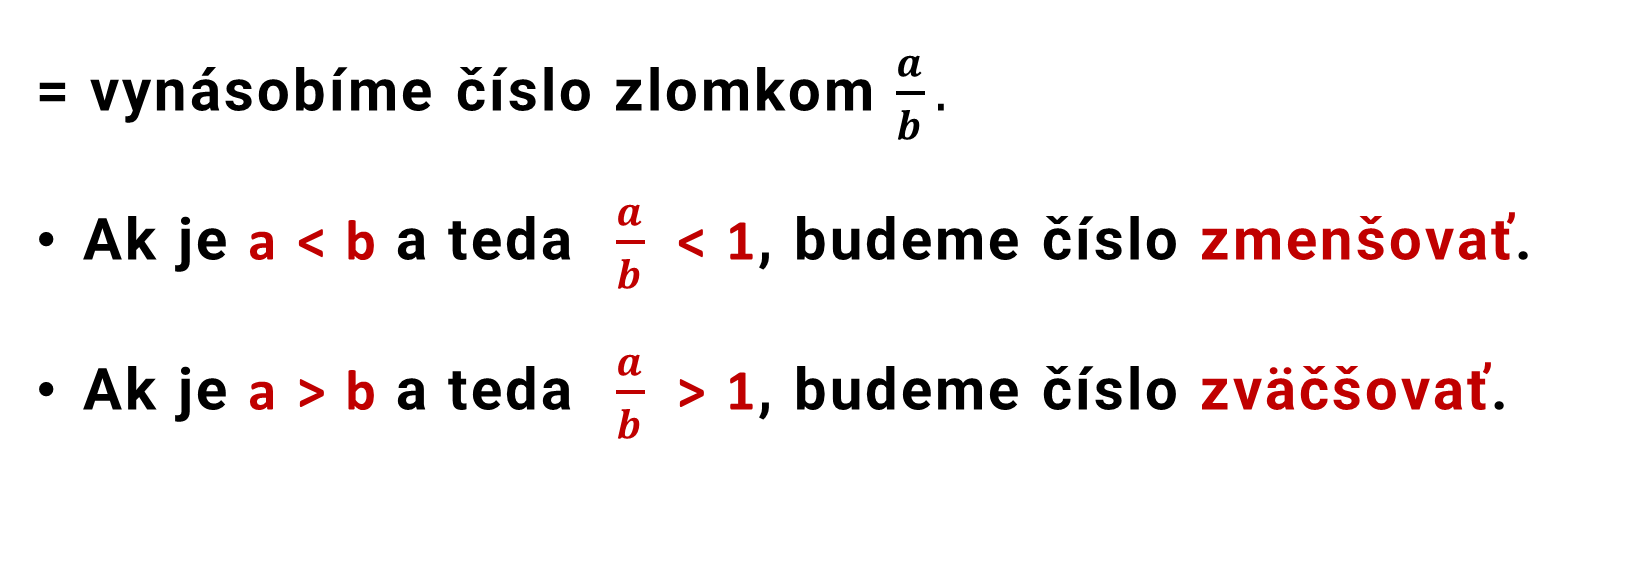 = vynásobíme číslo zlomkom a/b.
• Ak je a < b a teda a/b < 1, budeme číslo zmenšovať.
• Ak je a > b a teda a/b > 1, budeme číslo zväčšovať.